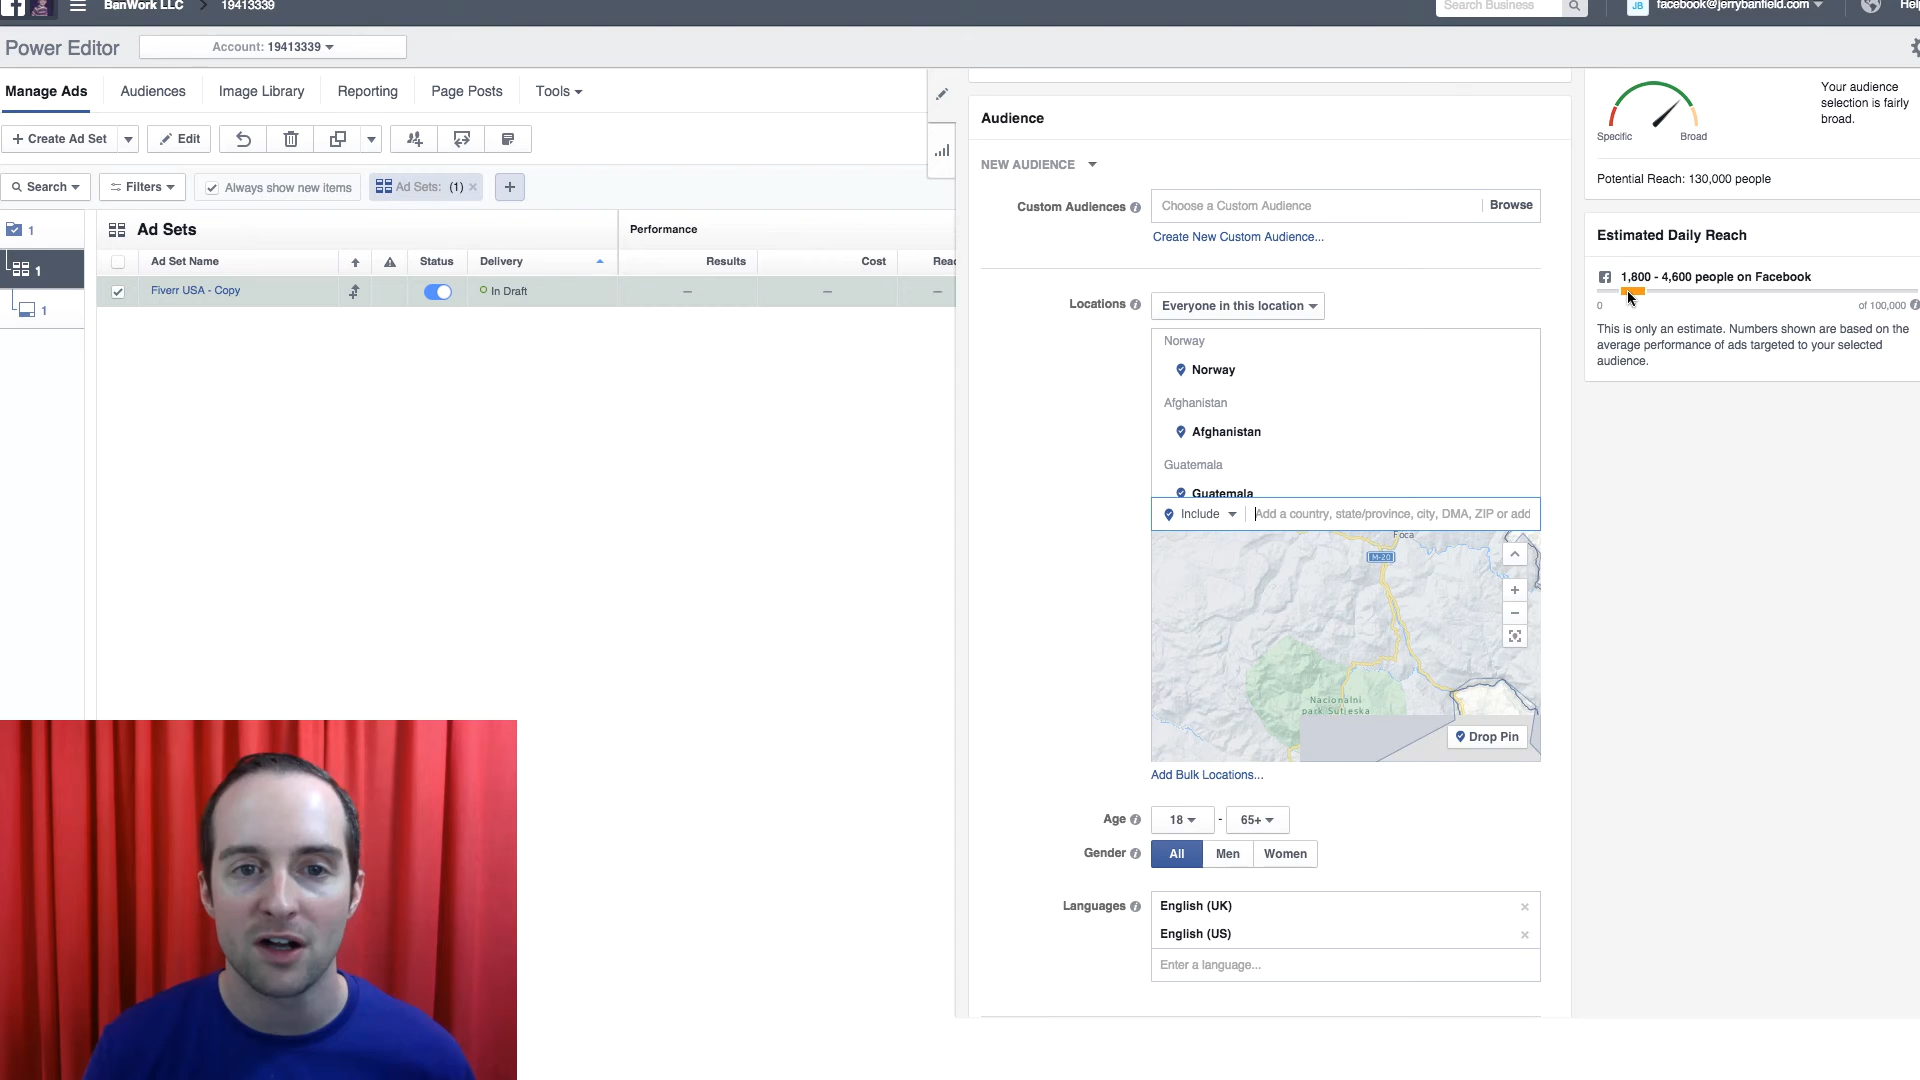 BanWork LLC > 19413339
Search Business
JB facebook@jerrybanfield.com
Power Editor
Account: 19413339
Manage Ads
Audiences
Image Library
Reporting
Page Posts
Tools
+ Create Ad Set
Edit
Search
Filters
Always show new items
Ad Sets: (1) ×
+
1
1
1
Ad Sets
Performance
Ad Set Name
Status
Delivery
Results
Cost
Fiverr USA - Copy
In Draft
—
—
—
Audience
NEW AUDIENCE
Custom Audiences
Choose a Custom Audience
Browse
Create New Custom Audience...
Locations
Everyone in this location
Norway
Norway
Afghanistan
Afghanistan
Guatemala
Guatemala
Include
Add a country, state/province, city, DMA, ZIP or add
Foca
M-20
Nacionalni
park Sutjeska
+
−
Drop Pin
Add Bulk Locations...
Age
18 - 65+
Gender
All
Men
Women
Languages
English (UK) ×
English (US) ×
Enter a language...
Specific
Broad
Your audience
selection is fairly
broad.
Potential Reach: 130,000 people
Estimated Daily Reach
1,800 - 4,600 people on Facebook
0
of 100,000
This is only an estimate. Numbers shown are based on the
average performance of ads targeted to your selected
audience.